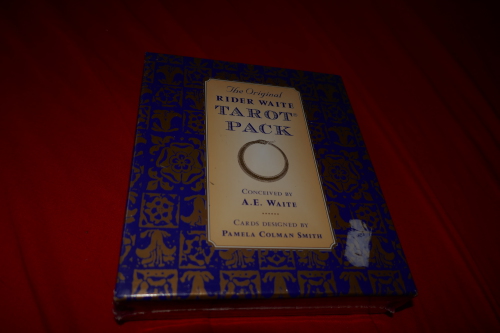 The Original
RIDER WAITE
TAROT®
PACK
CONCEIVED BY
A.E. WAITE
CARDS DESIGNED BY
PAMELA COLMAN SMITH